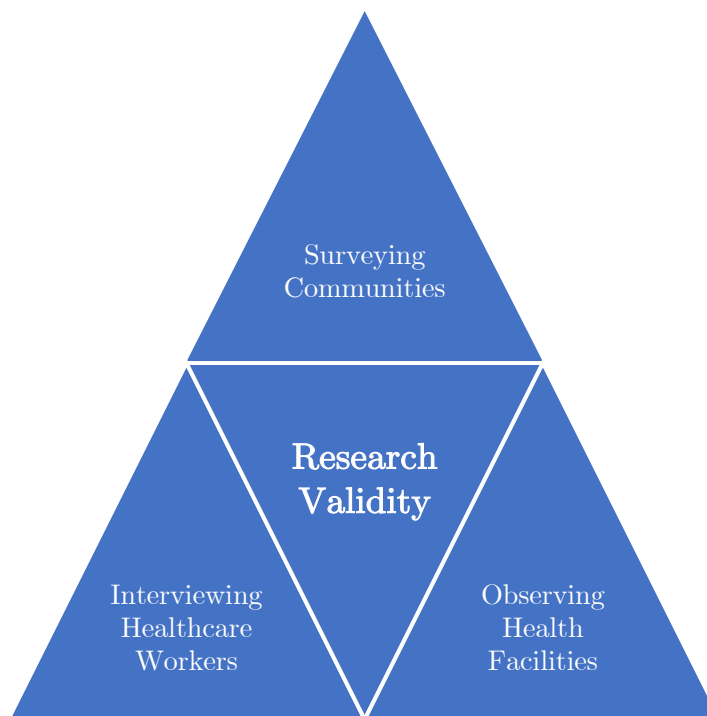 Surveying
Communities
Research
Validity
Interviewing
Healthcare
Workers
Observing
Health
Facilities